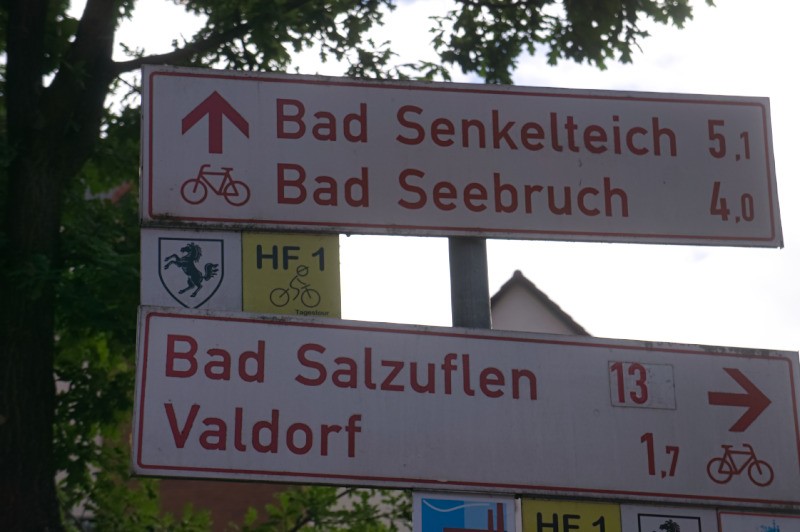 Bad Senkelteich 5,1
Bad Seebruch 4,0
HF 1
Bad Salzuflen 13
Valdorf 1,7
HF 1